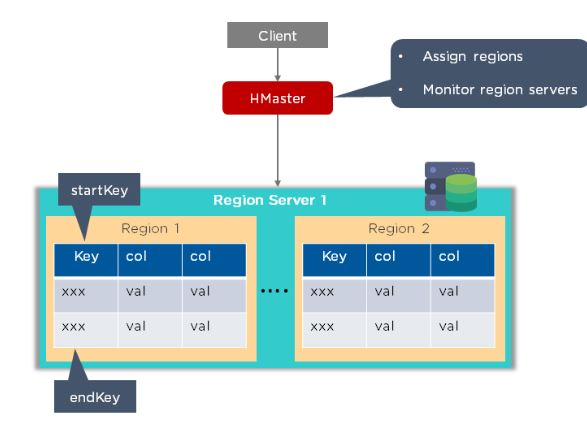 Client
HMaster
• Assign regions
• Monitor region servers
startKey
Region Server 1
Region 1
Key col col
xxx val val
xxx val val
....
Region 2
Key col col
xxx val val
xxx val val
endKey